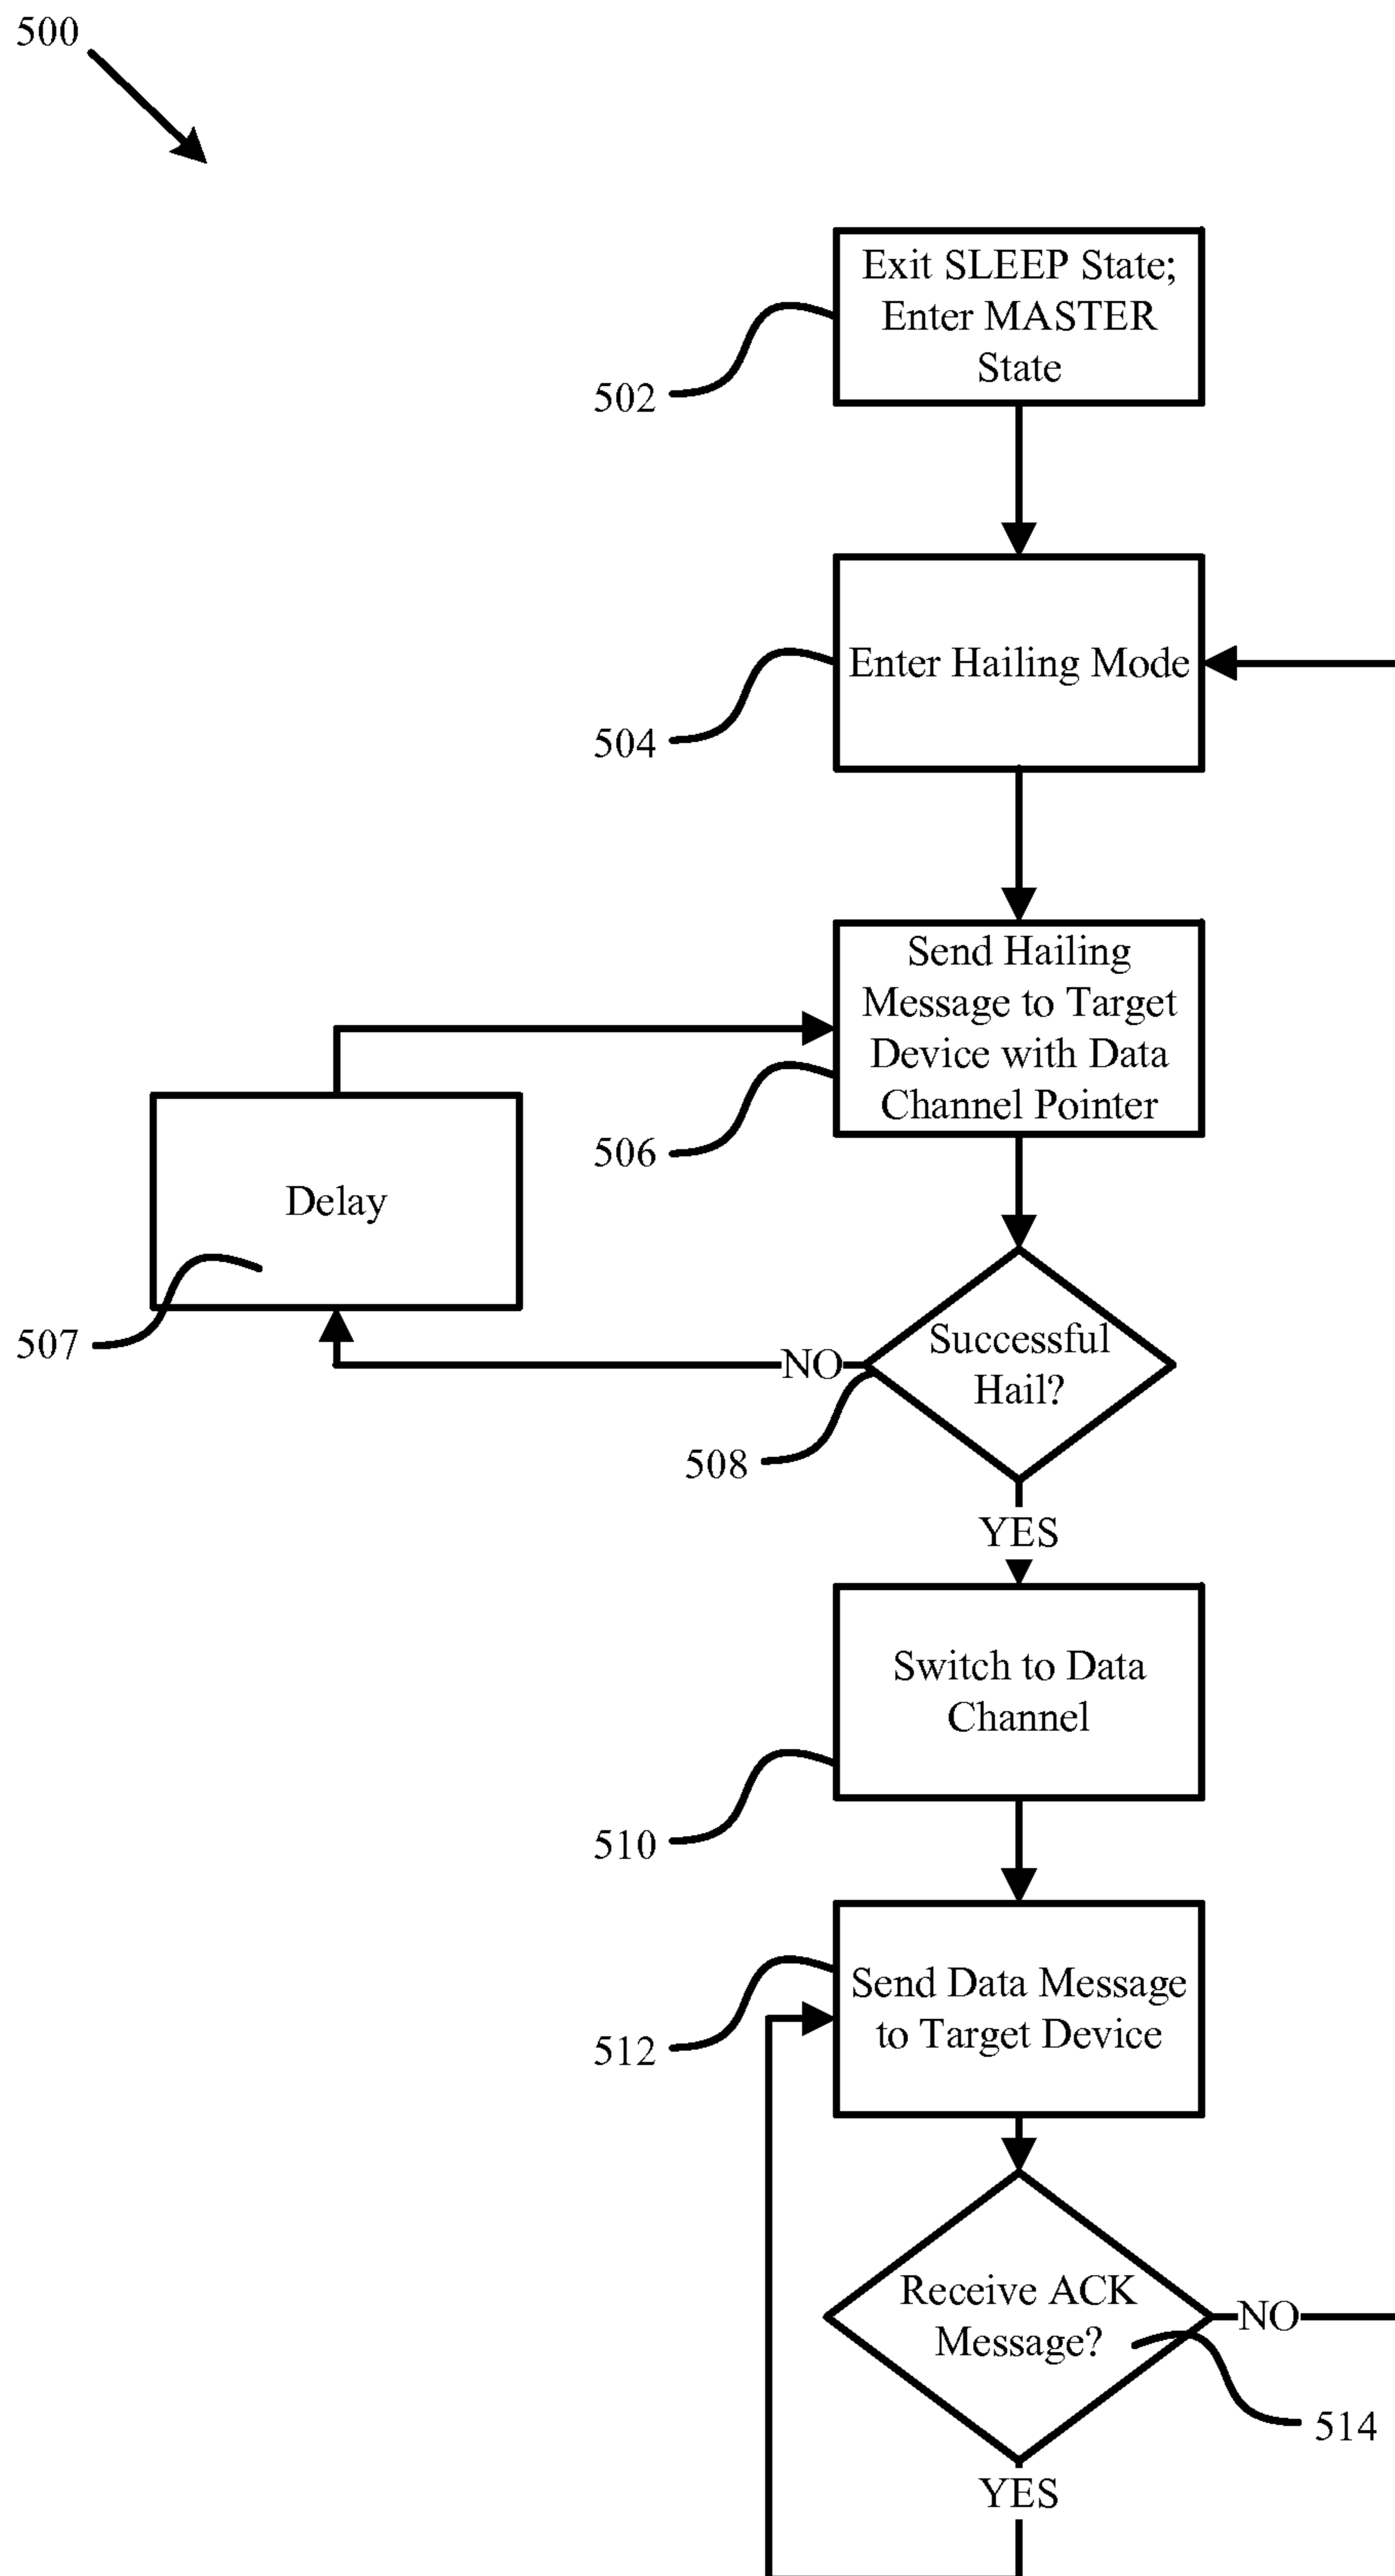 500
Exit SLEEP State;
Enter MASTER
State
502
Enter Hailing Mode
504
Send Hailing
Message to Target
Device with Data
Channel Pointer
506
Delay
507
Successful
Hail?
NO
508
YES
Switch to Data
Channel
510
Send Data Message
to Target Device
512
Receive ACK
Message?
NO
514
YES